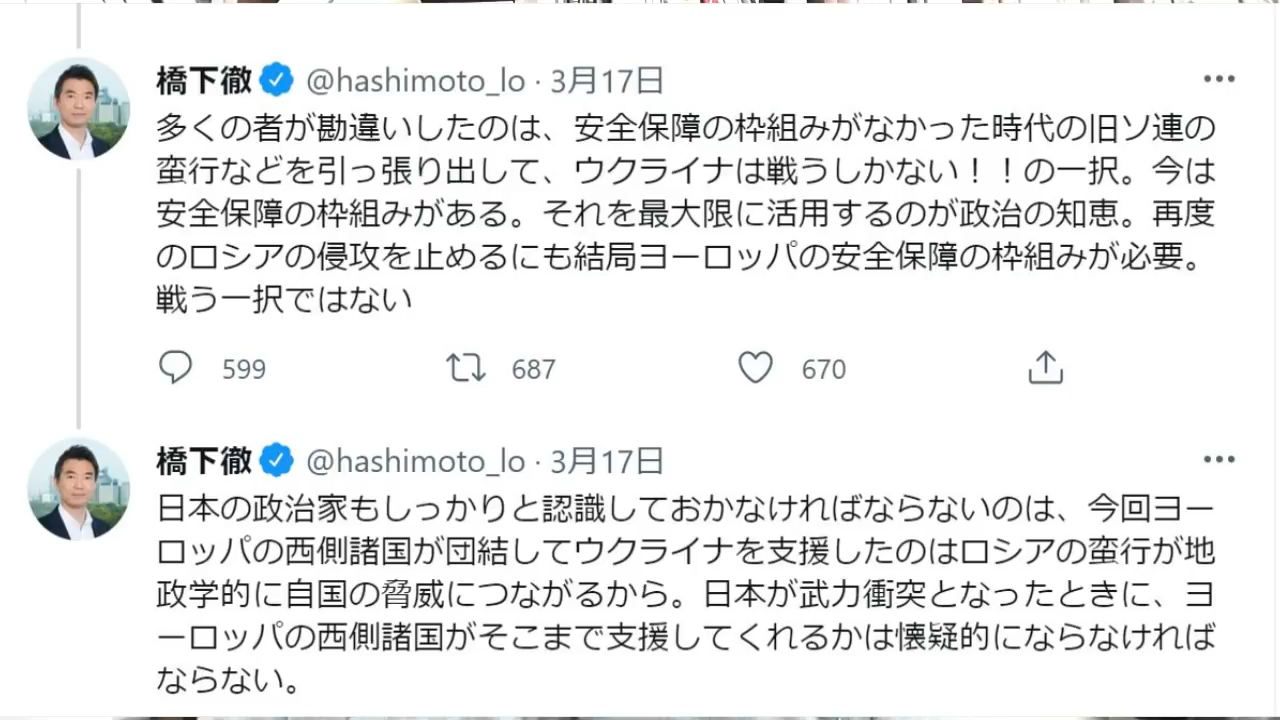 橋下徹 @hashimoto_lo · 3月17日
多くの者が勘違いしたのは、安全保障の枠組みがなかった時代の旧ソ連の
蛮行などを引っ張り出して、ウクライナは戦うしかない！！の一択。今は
安全保障の枠組みがある。それを最大限に活用するのが政治の知恵。再度
のロシアの侵攻を止めるにも結局ヨーロッパの安全保障の枠組みが必要。
戦う一択ではない
599 687 670
橋下徹 @hashimoto_lo · 3月17日
日本の政治家もしっかりと認識しておかなければならないのは、今回ヨー
ロッパの西側諸国が団結してウクライナを支援したのはロシアの蛮行が地
政学的に自国の脅威につながるから。日本が武力衝突となったときに、ヨ
ーロッパの西側諸国がそこまで支援してくれるかは懐疑的にならなければ
ならない。